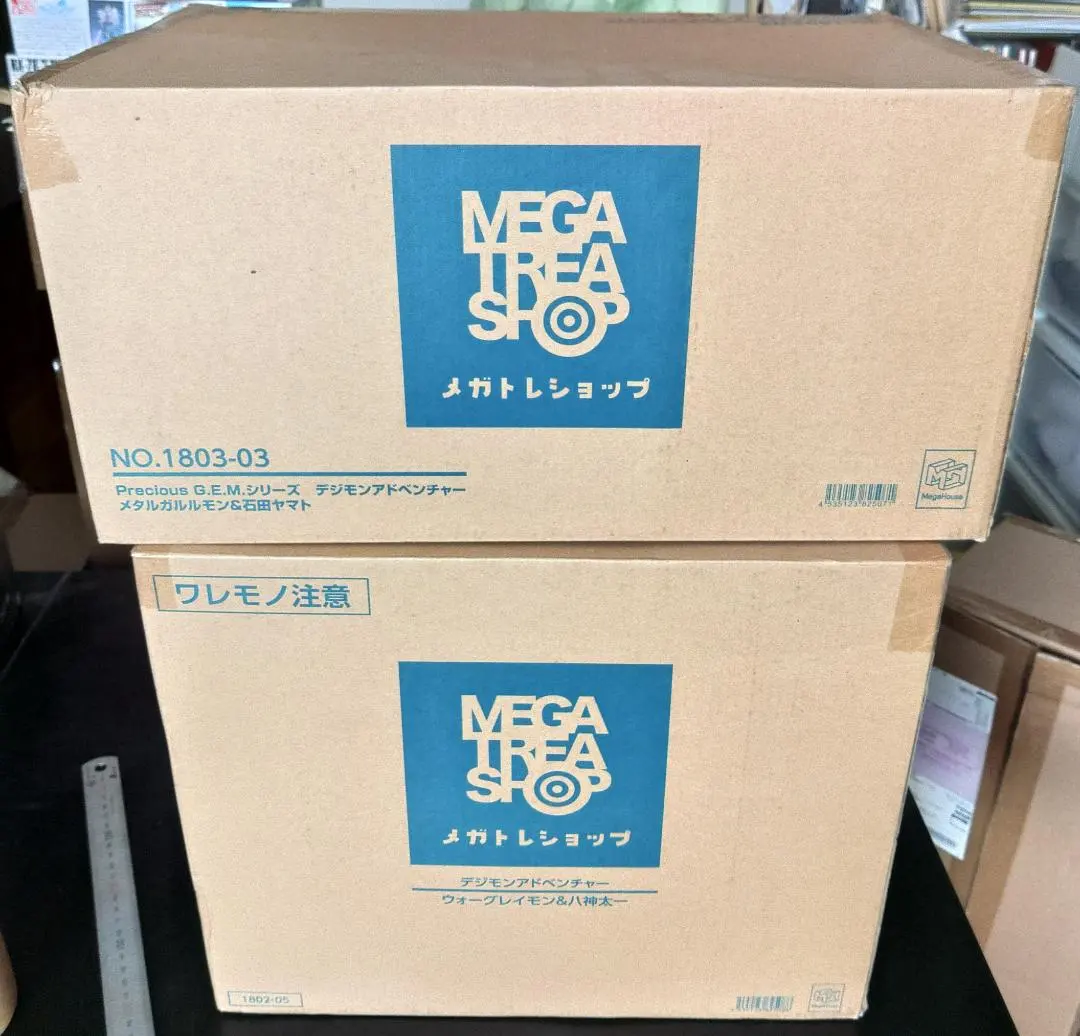 MEGA
TREA
SHOP
メガトレショップ
NO.1803-03
Precious G.E.M.シリーズ デジモンアドベンチャー
メタルガルルモン&石田ヤマト
4 535123 825071
MegaHouse
ワレモノ注意
MEGA
TREA
SHOP
メガトレショップ
デジモンアドベンチャー
ウォーグレイモン&八神太一
1802-05
MegaHouse